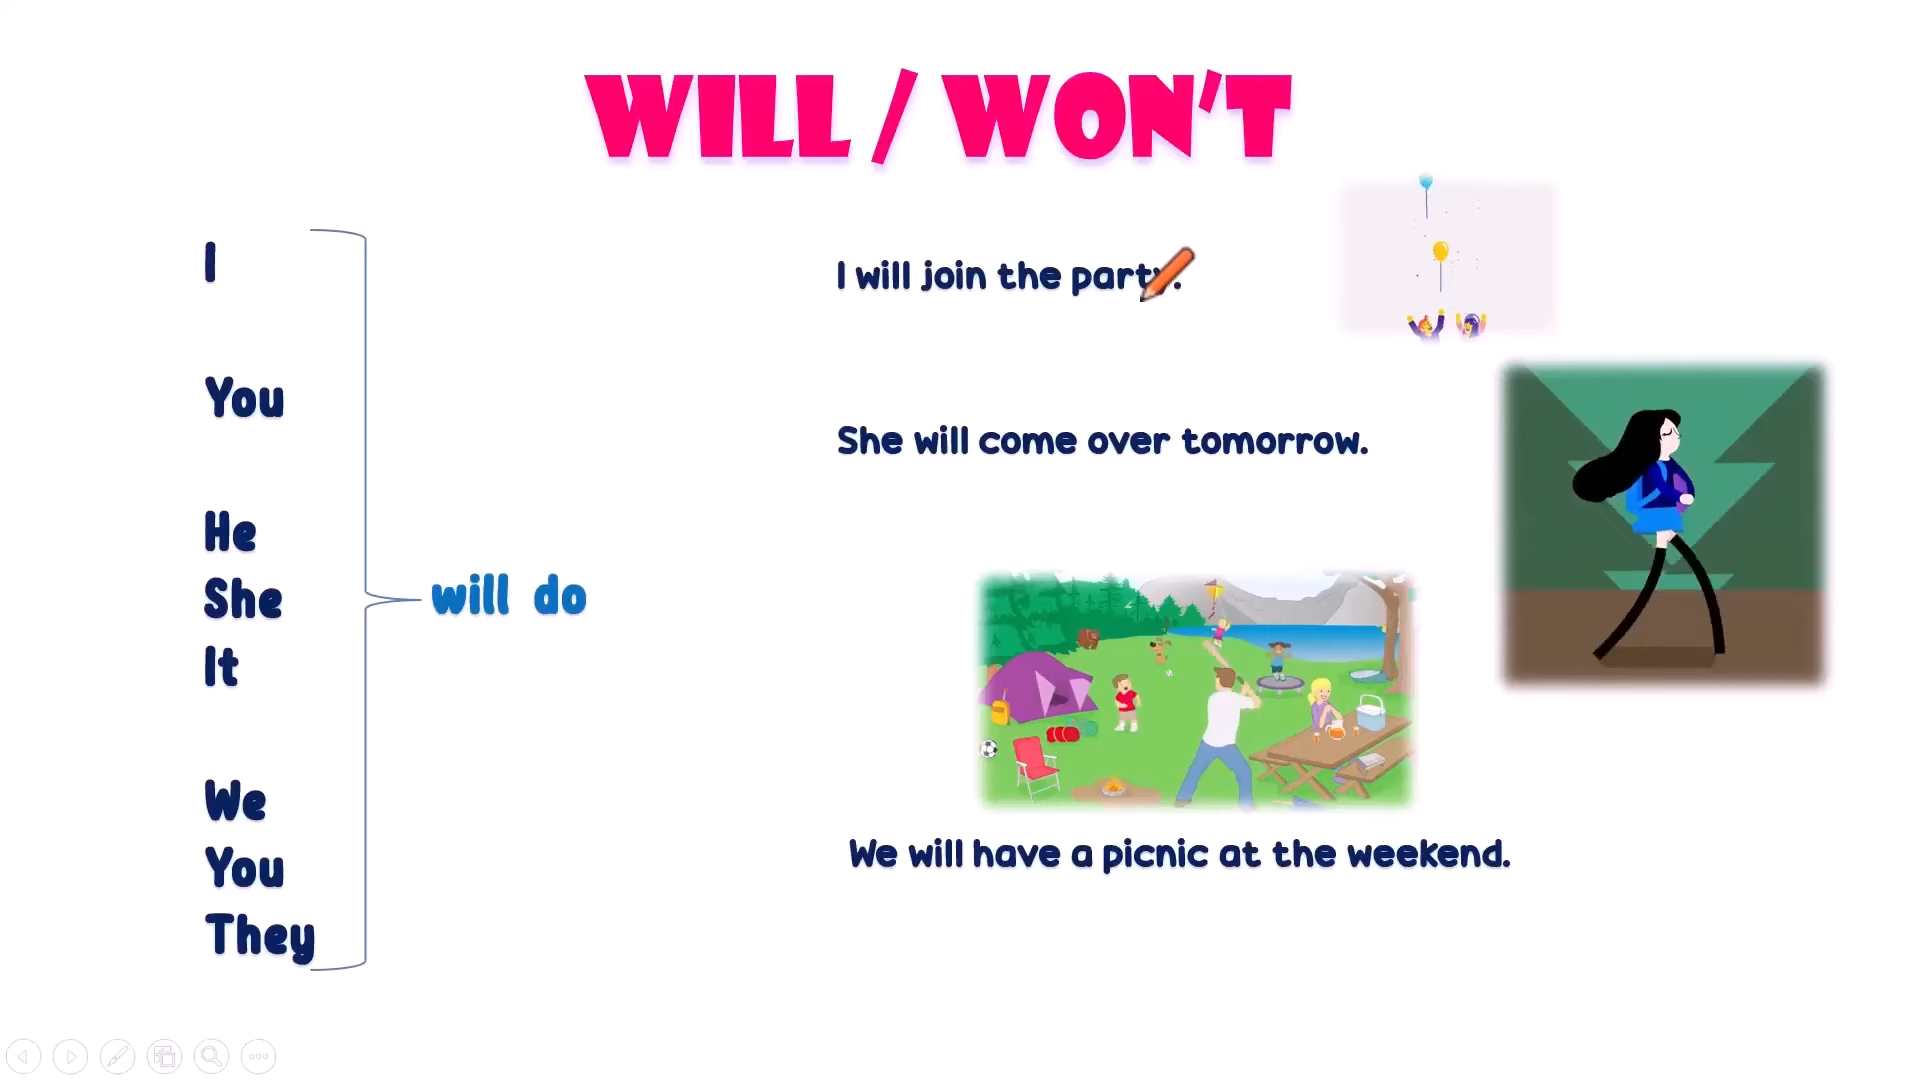 WILL / WON'T
I
You
He
She
It
We
You
They
will do
I will join the party.
She will come over tomorrow.
We will have a picnic at the weekend.